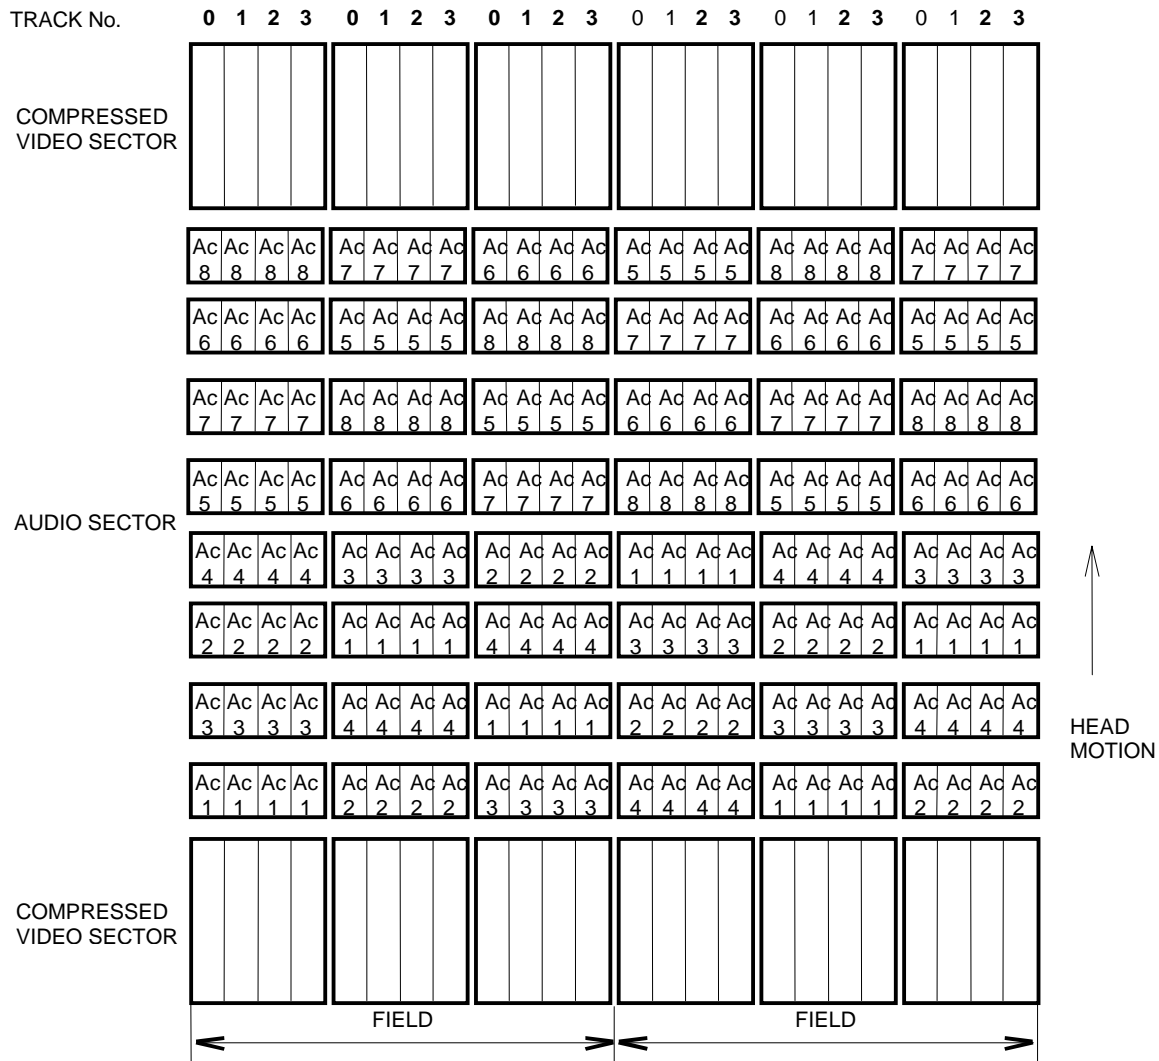 TRACK No. 0 1 2 3 0 1 2 3 0 1 2 3 0 1 2 3 0 1 2 3 0 1 2 3
COMPRESSED
VIDEO SECTOR
Ac Ac Ac Ac Ac Ac Ac Ac Ac Ac Ac Ac Ac Ac Ac Ac Ac Ac Ac Ac Ac Ac Ac Ac
8 8 8 8 7 7 7 7 6 6 6 6 5 5 5 5 8 8 8 8 7 7 7 7
Ac Ac Ac Ac Ac Ac Ac Ac Ac Ac Ac Ac Ac Ac Ac Ac Ac Ac Ac Ac Ac Ac Ac Ac
6 6 6 6 5 5 5 5 8 8 8 8 7 7 7 7 6 6 6 6 5 5 5 5
Ac Ac Ac Ac Ac Ac Ac Ac Ac Ac Ac Ac Ac Ac Ac Ac Ac Ac Ac Ac Ac Ac Ac Ac
7 7 7 7 8 8 8 8 5 5 5 5 6 6 6 6 7 7 7 7 8 8 8 8
Ac Ac Ac Ac Ac Ac Ac Ac Ac Ac Ac Ac Ac Ac Ac Ac Ac Ac Ac Ac Ac Ac Ac Ac
5 5 5 5 6 6 6 6 7 7 7 7 8 8 8 8 5 5 5 5 6 6 6 6
AUDIO SECTOR
Ac Ac Ac Ac Ac Ac Ac Ac Ac Ac Ac Ac Ac Ac Ac Ac Ac Ac Ac Ac Ac Ac Ac Ac
4 4 4 4 3 3 3 3 2 2 2 2 1 1 1 1 4 4 4 4 3 3 3 3
Ac Ac Ac Ac Ac Ac Ac Ac Ac Ac Ac Ac Ac Ac Ac Ac Ac Ac Ac Ac Ac Ac Ac Ac
2 2 2 2 1 1 1 1 4 4 4 4 3 3 3 3 2 2 2 2 1 1 1 1
Ac Ac Ac Ac Ac Ac Ac Ac Ac Ac Ac Ac Ac Ac Ac Ac Ac Ac Ac Ac Ac Ac Ac Ac
3 3 3 3 4 4 4 4 1 1 1 1 2 2 2 2 3 3 3 3 4 4 4 4
HEAD
MOTION
Ac Ac Ac Ac Ac Ac Ac Ac Ac Ac Ac Ac Ac Ac Ac Ac Ac Ac Ac Ac Ac Ac Ac Ac
1 1 1 1 2 2 2 2 3 3 3 3 4 4 4 4 1 1 1 1 2 2 2 2
COMPRESSED
VIDEO SECTOR
FIELD FIELD